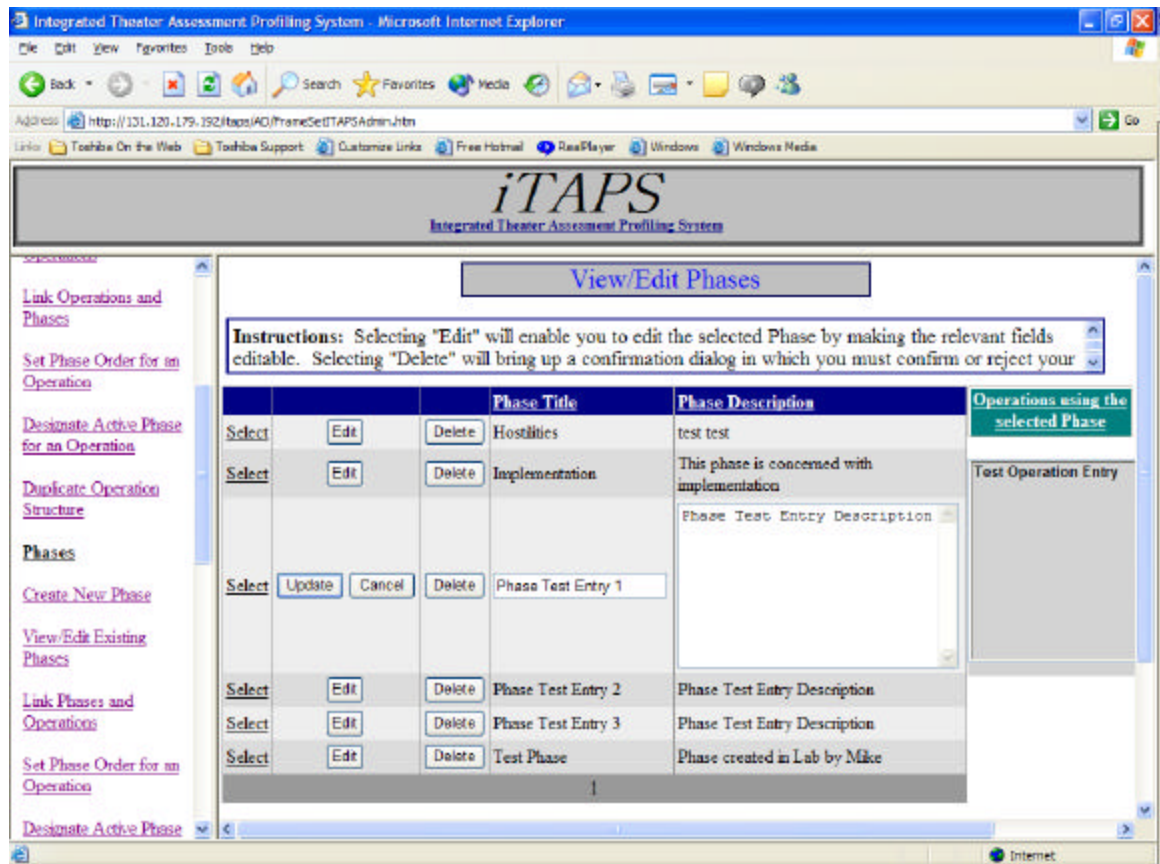 Integrated Theater Assessment Profiling System - Microsoft Internet Explorer
File Edit View Favorites Tools Help
Back Search Favorites Media
Address http://131.120.179.192/itaps/AO/FrameSetITAPSAdmin.htm Go
Links Toshiba On the Web Toshiba Support Customize Links Free Hotmail RealPlayer Windows Windows Media
iTAPS
Integrated Theater Assessment Profiling System
Operations
Link Operations and
Phases
Set Phase Order for an
Operation
Designate Active Phase
for an Operation
Duplicate Operation
Structure
Phases
Create New Phase
View/Edit Existing
Phases
Link Phases and
Operations
Set Phase Order for an
Operation
Designate Active Phase
View/Edit Phases
Instructions: Selecting "Edit" will enable you to edit the selected Phase by making the relevant fields
editable. Selecting "Delete" will bring up a confirmation dialog in which you must confirm or reject your
Phase Title Phase Description
Select Edit Delete Hostilities test test
Select Edit Delete Implementation This phase is concerned with
implementation
Select Update Cancel Delete Phase Test Entry 1 Phase Test Entry Description
Select Edit Delete Phase Test Entry 2 Phase Test Entry Description
Select Edit Delete Phase Test Entry 3 Phase Test Entry Description
Select Edit Delete Test Phase Phase created in Lab by Mike
1
Operations using the
selected Phase
Test Operation Entry
Internet